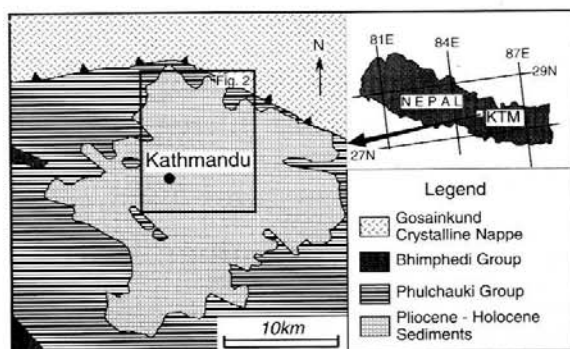 Fig. 2
N
Kathmandu
10km
81E
84E
87E
29N
NEPAL
KTM
27N
Legend
Gosainkund
Crystalline Nappe
Bhimphedi Group
Phulchauki Group
Pliocene - Holocene
Sediments